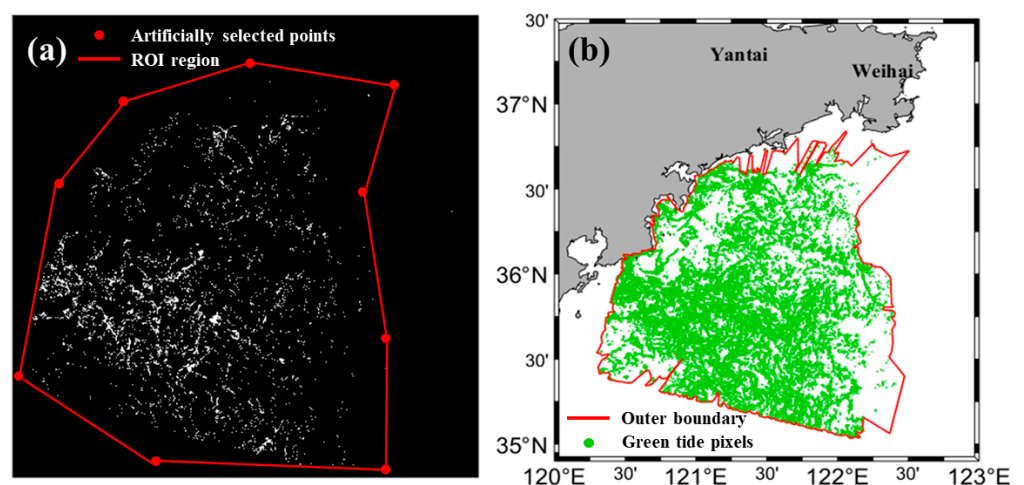 (a)
Artificially selected points
ROI region
(b)
Yantai
Weihai
30'
37°N
30'
36°N
30'
35°N
Outer boundary
Green tide pixels
120°E
30'
121°E
30'
122°E
30'
123°E